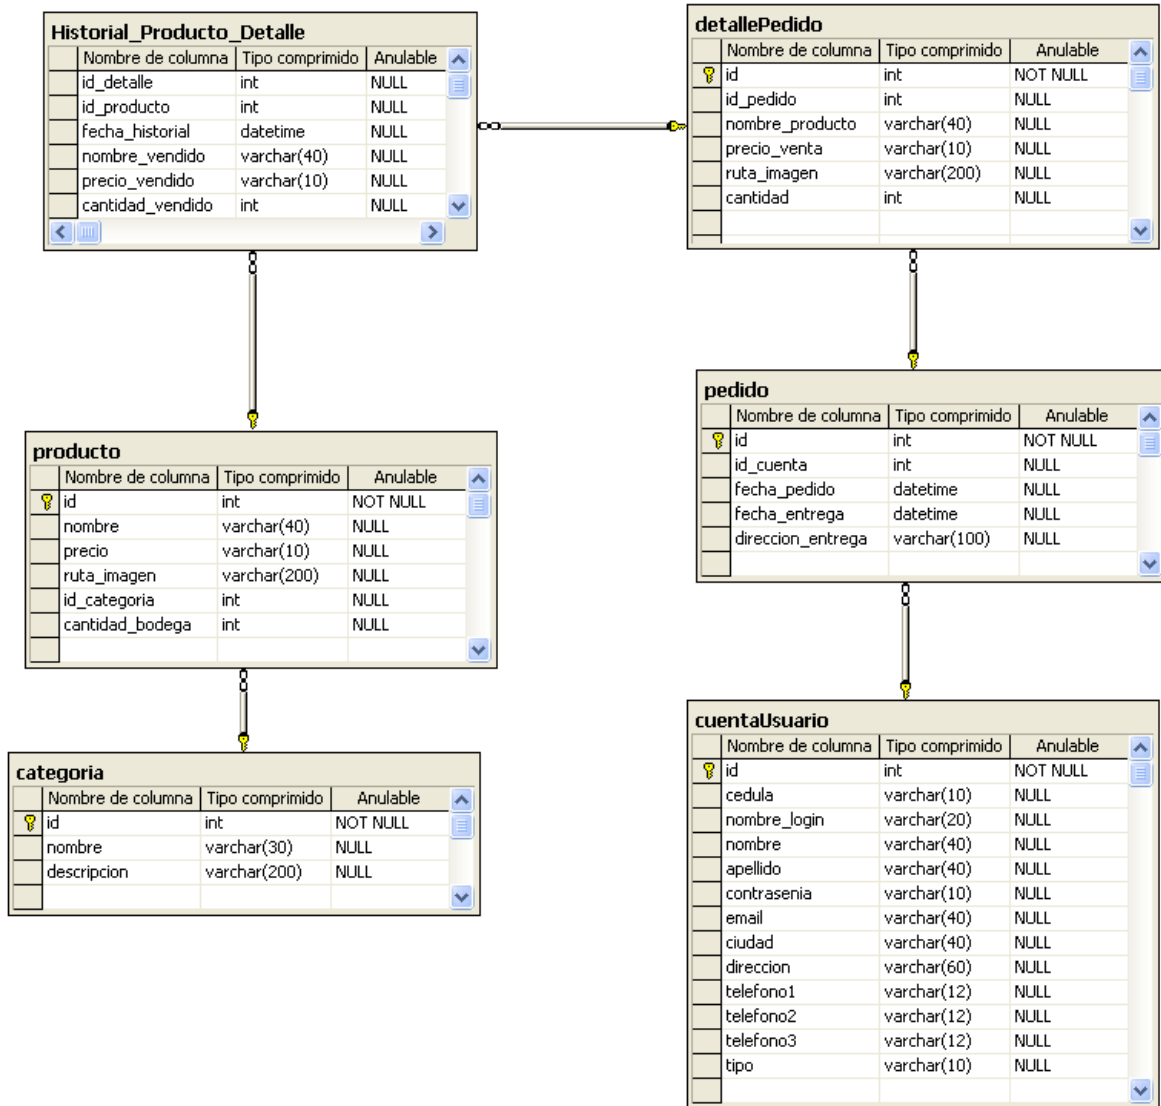 Historial_Producto_Detalle
Nombre de columna Tipo comprimido Anulable
id_detalle int NULL
id_producto int NULL
fecha_historial datetime NULL
nombre_vendido varchar(40) NULL
precio_vendido varchar(10) NULL
cantidad_vendido int NULL
detallePedido
Nombre de columna Tipo comprimido Anulable
id int NOT NULL
id_pedido int NULL
nombre_producto varchar(40) NULL
precio_venta varchar(10) NULL
ruta_imagen varchar(200) NULL
cantidad int NULL
producto
Nombre de columna Tipo comprimido Anulable
id int NOT NULL
nombre varchar(40) NULL
precio varchar(10) NULL
ruta_imagen varchar(200) NULL
id_categoria int NULL
cantidad_bodega int NULL
pedido
Nombre de columna Tipo comprimido Anulable
id int NOT NULL
id_cuenta int NULL
fecha_pedido datetime NULL
fecha_entrega datetime NULL
direccion_entrega varchar(100) NULL
categoria
Nombre de columna Tipo comprimido Anulable
id int NOT NULL
nombre varchar(30) NULL
descripcion varchar(200) NULL
cuentaUsuario
Nombre de columna Tipo comprimido Anulable
id int NOT NULL
cedula varchar(10) NULL
nombre_login varchar(20) NULL
nombre varchar(40) NULL
apellido varchar(40) NULL
contrasenia varchar(10) NULL
email varchar(40) NULL
ciudad varchar(40) NULL
direccion varchar(60) NULL
telefono1 varchar(12) NULL
telefono2 varchar(12) NULL
telefono3 varchar(12) NULL
tipo varchar(10) NULL